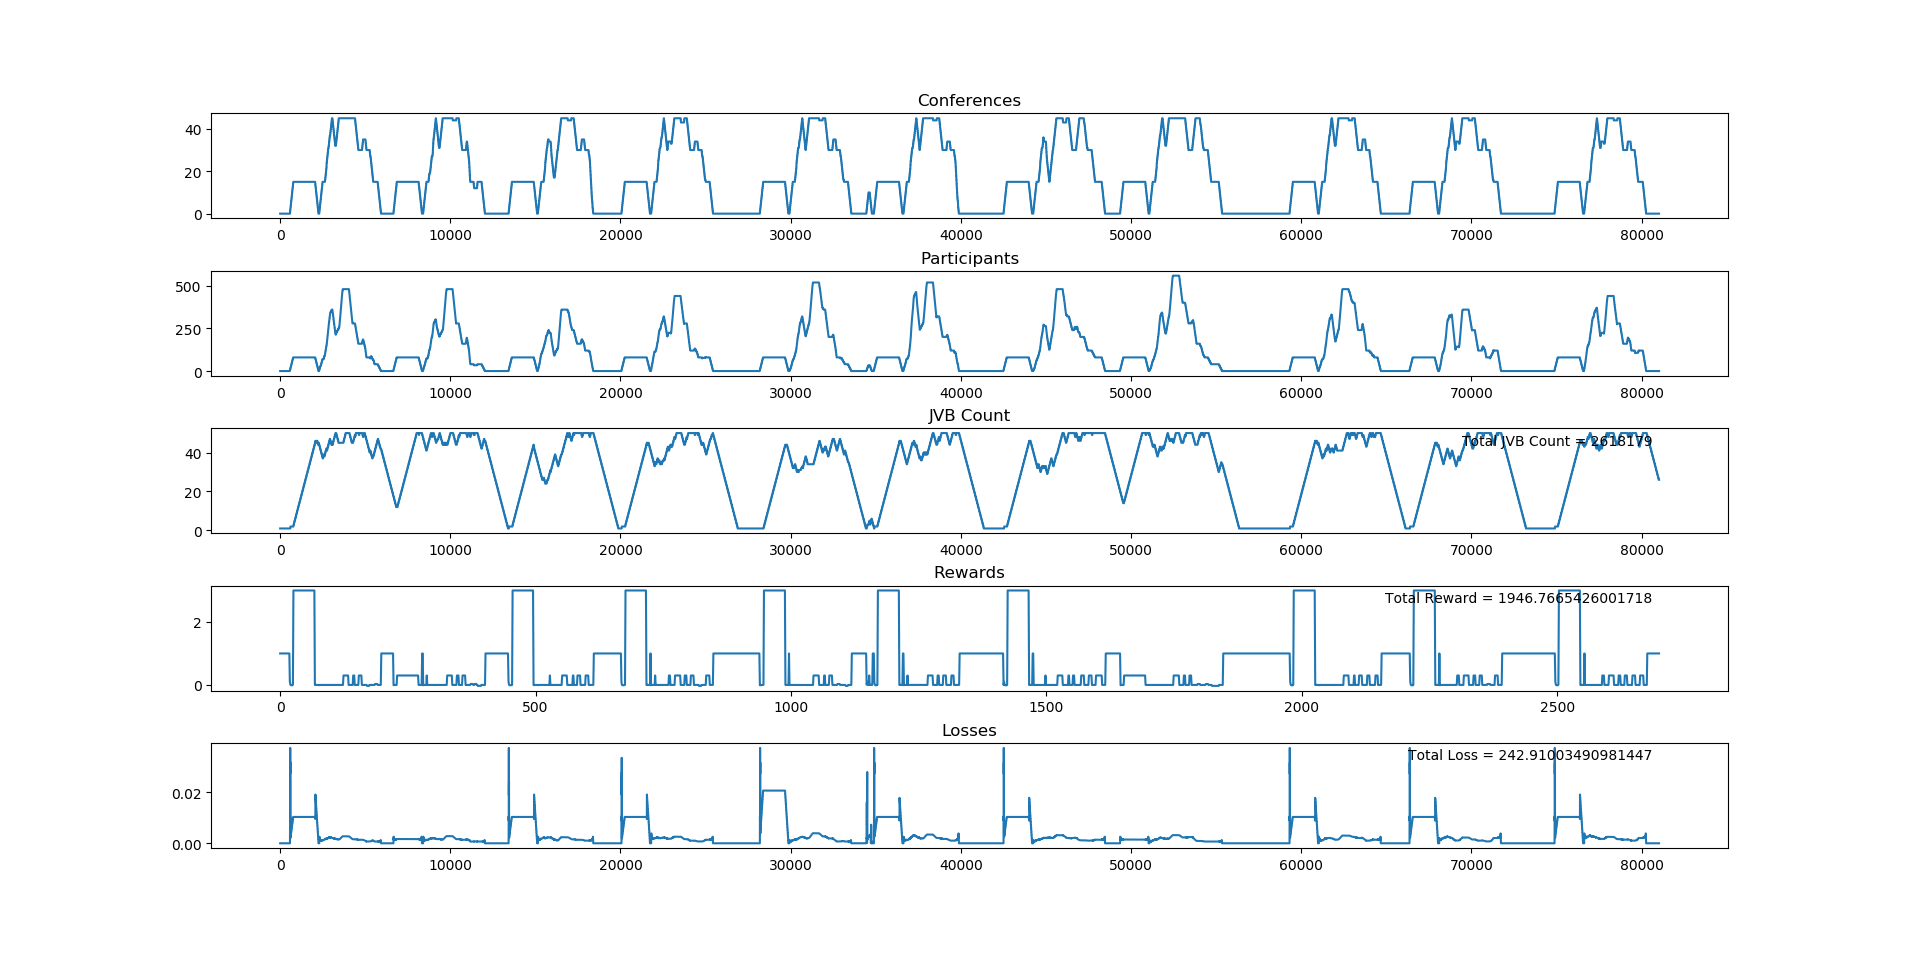 Conferences
40
20
0
0 10000 20000 30000 40000 50000 60000 70000 80000
Participants
500
250
0
0 10000 20000 30000 40000 50000 60000 70000 80000
JVB Count
Total JVB Count = 2618179
40
20
0
0 10000 20000 30000 40000 50000 60000 70000 80000
Rewards
Total Reward = 1946.7665426001718
2
0
0 500 1000 1500 2000 2500
Losses
Total Loss = 242.91003490981447
0.02
0.00
0 10000 20000 30000 40000 50000 60000 70000 80000